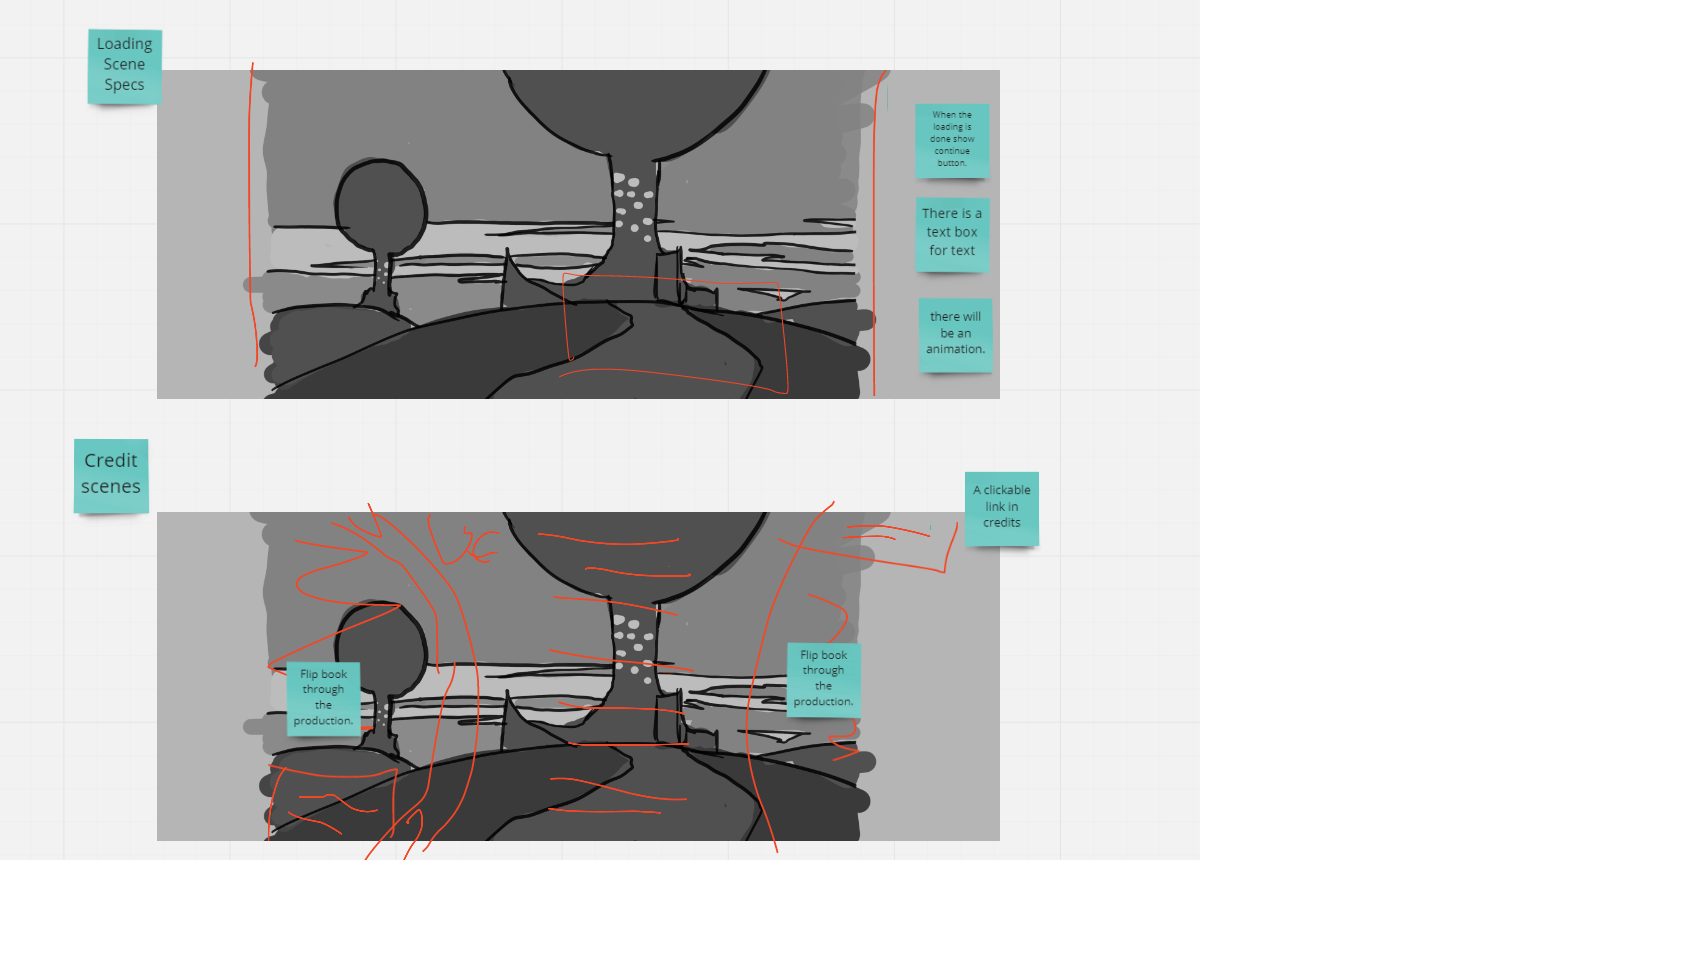 Loading
Scene
Specs
When the
loading is
done show
continue
button.
There is a
text box
for text
there will
be an
animation.
Credit
scenes
A clickable
link in
credits
Flip book
through
the
production.
Flip book
through
the
production.